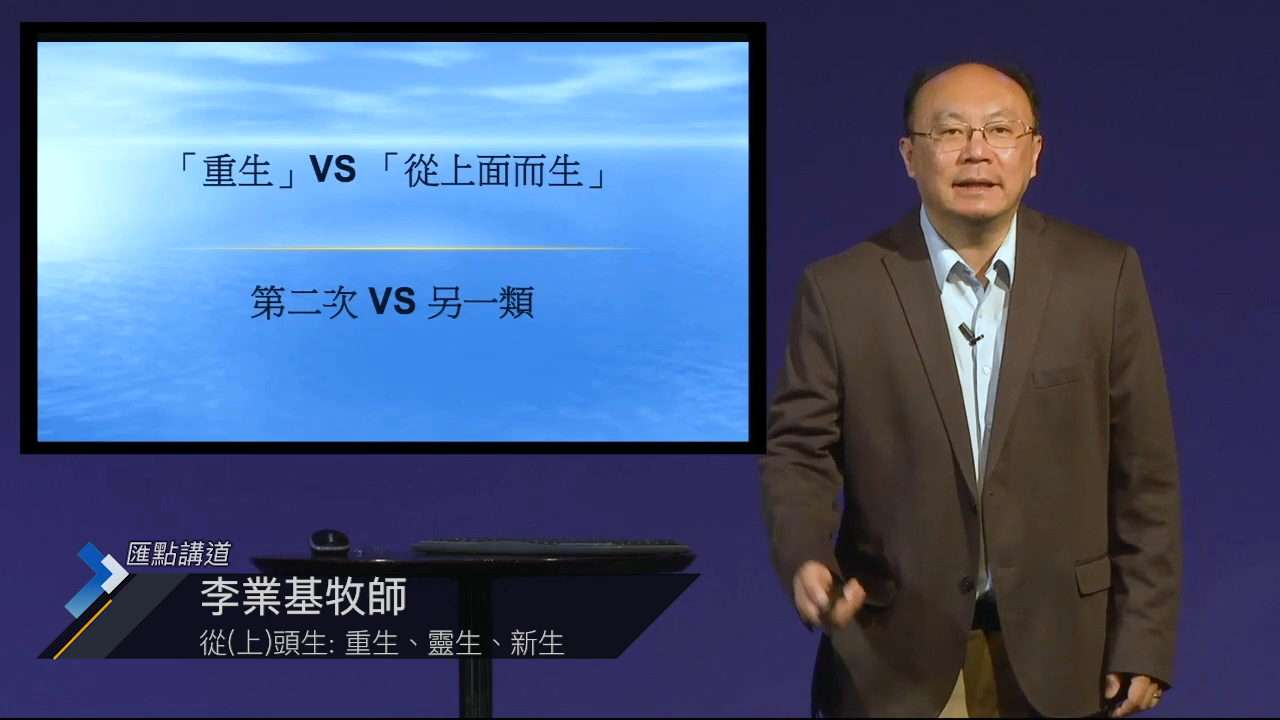 「重生」VS「從上面而生」
第二次 VS 另一類
匯點講道
李業基牧師
從(上)頭生: 重生、靈生、新生